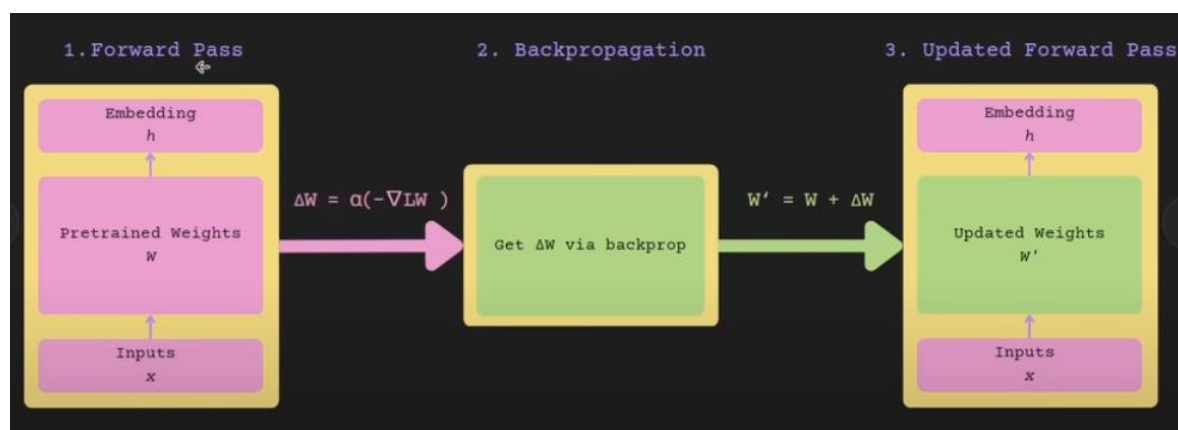 1. Forward Pass
2. Backpropagation
3. Updated Forward Pass
Embedding
h
Pretrained Weights
W
Inputs
x
ΔW = α(-∇LW )
Get ΔW via backprop
W' = W + ΔW
Embedding
h
Updated Weights
W'
Inputs
x